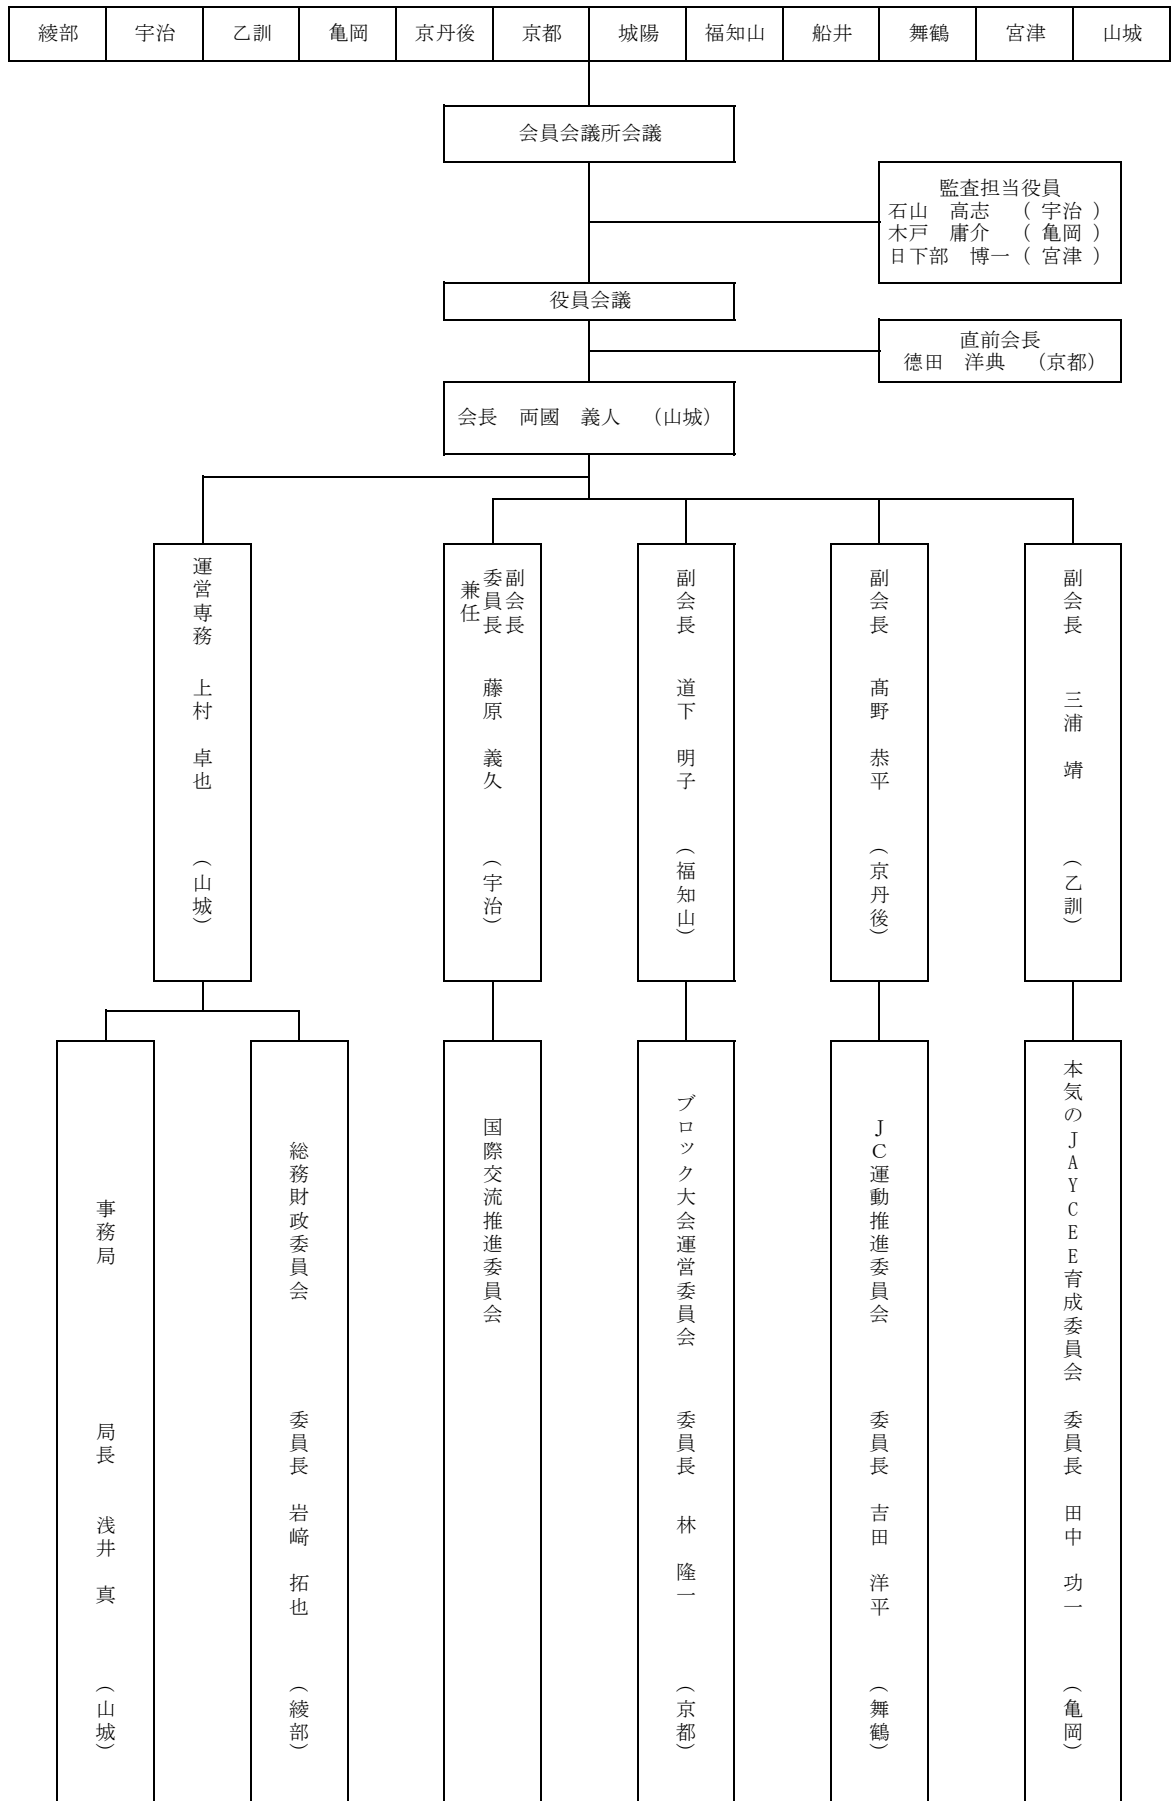 綾部 宇治 乙訓 亀岡 京丹後 京都 城陽 福知山 船井 舞鶴 宮津 山城
会員会議所会議
監査担当役員
石山　高志　（ 宇治 ）
木戸　庸介　（ 亀岡 ）
日下部　博一（ 宮津 ）
役員会議
直前会長
德田　洋典　（京都）
会長　両國　義人　（山城）
運営専務　上村　卓也　（山城）
副会長
委員長
兼任
藤原　義久　（宇治）
副会長　道下　明子　（福知山）
副会長　髙野　恭平　（京丹後）
副会長　三浦　靖　（乙訓）
事務局　局長　浅井　真　（山城）
総務財政委員会　委員長　岩﨑　拓也　（綾部）
国際交流推進委員会
ブロック大会運営委員会　委員長　林　隆一　（京都）
ＪＣ運動推進委員会　委員長　吉田　洋平　（舞鶴）
本気のＪＡＹＣＥＥ育成委員会　委員長　田中　功一　（亀岡）